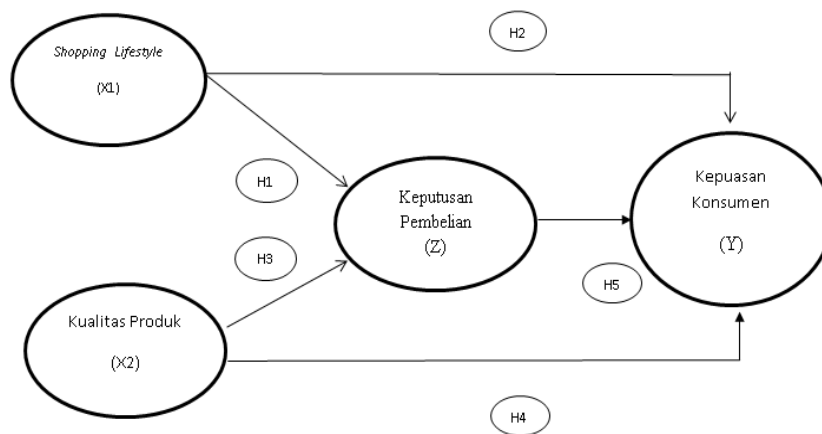 H2
Shopping Lifestyle
(X1)
H1
Keputusan
Pembelian
(Z)
Kepuasan
Konsumen
(Y)
H3
H5
Kualitas Produk
(X2)
H4